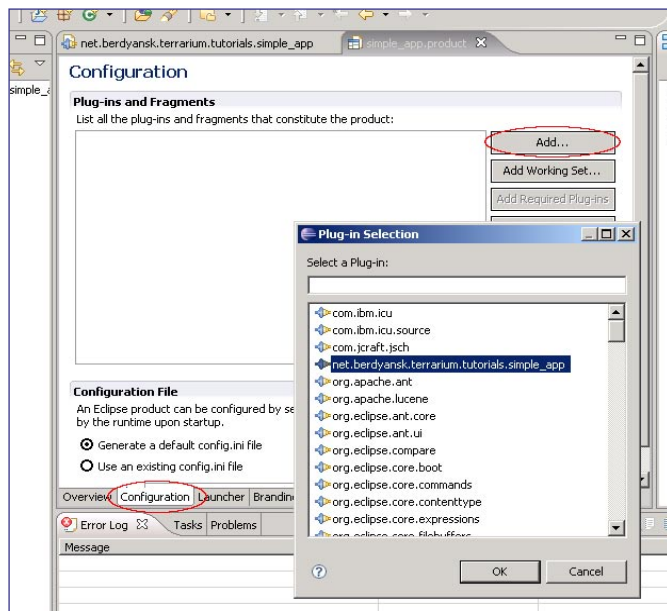 net.berdyansk.terrarium.tutorials.simple_app
simple_app.product
simple_a
Configuration
Plug-ins and Fragments
List all the plug-ins and fragments that constitute the product:
Add...
Add Working Set...
Add Required Plug-ins
Plug-in Selection
Select a Plug-in:
com.ibm.icu
com.ibm.icu.source
com.jcraft.jsch
net.berdyansk.terrarium.tutorials.simple_app
org.apache.ant
org.apache.lucene
org.eclipse.ant.core
org.eclipse.ant.ui
org.eclipse.compare
org.eclipse.core.boot
org.eclipse.core.commands
org.eclipse.core.contenttype
org.eclipse.core.expressions
org.eclipse.core.filebuffers
OK
Cancel
Configuration File
An Eclipse product can be configured by se
by the runtime upon startup.
Generate a default config.ini file
Use an existing config.ini file
Overview
Configuration
Launcher
Brandin
Error Log
Tasks
Problems
Message